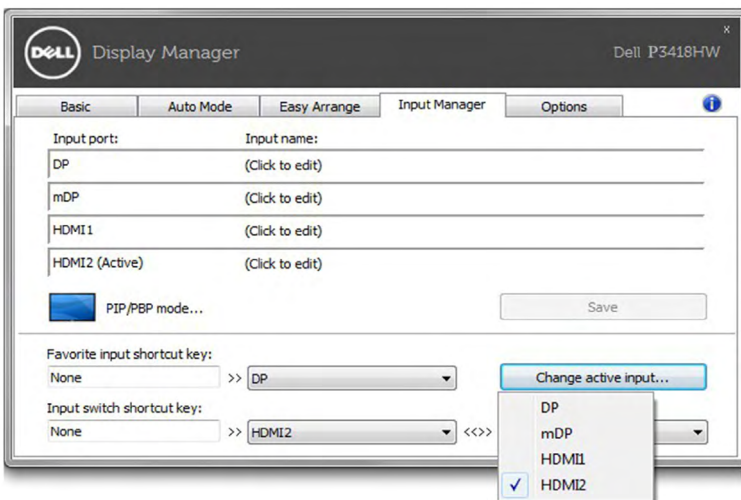 DELL Display Manager Dell P3418HW x
Basic Auto Mode Easy Arrange Input Manager Options i
Input port: Input name:
DP (Click to edit)
mDP (Click to edit)
HDMI1 (Click to edit)
HDMI2 (Active) (Click to edit)
PIP/PBP mode... Save
Favorite input shortcut key:
None >> DP Change active input...
Input switch shortcut key:
None >> HDMI2 <<>>
DP
mDP
HDMI1
HDMI2